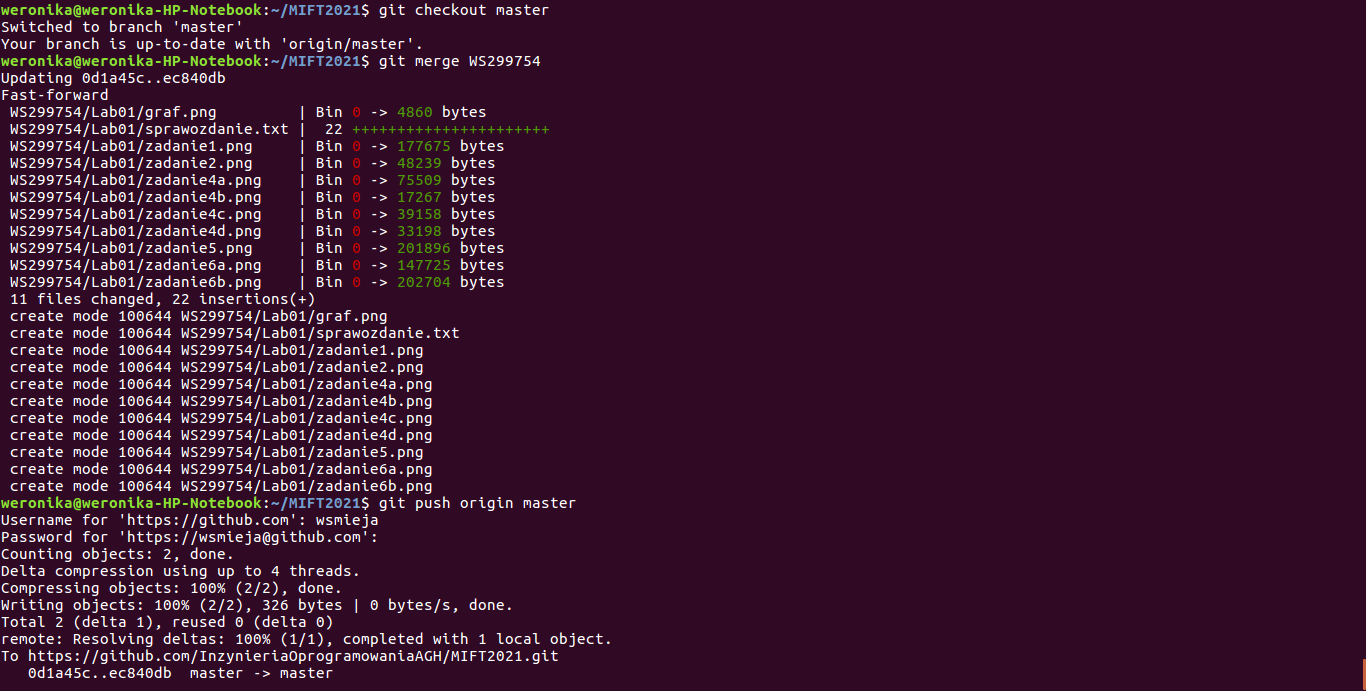 weronika@weronika-HP-Notebook:~/MIFT2021$ git checkout master
Switched to branch 'master'
Your branch is up-to-date with 'origin/master'.
weronika@weronika-HP-Notebook:~/MIFT2021$ git merge WS299754
Updating 0d1a45c..ec840db
Fast-forward
 WS299754/Lab01/graf.png         | Bin 0 -> 4860 bytes
 WS299754/Lab01/sprawozdanie.txt |  22 ++++++++++++++++++++++
 WS299754/Lab01/zadanie1.png     | Bin 0 -> 177675 bytes
 WS299754/Lab01/zadanie2.png     | Bin 0 -> 48239 bytes
 WS299754/Lab01/zadanie4a.png    | Bin 0 -> 75509 bytes
 WS299754/Lab01/zadanie4b.png    | Bin 0 -> 17267 bytes
 WS299754/Lab01/zadanie4c.png    | Bin 0 -> 39158 bytes
 WS299754/Lab01/zadanie4d.png    | Bin 0 -> 33198 bytes
 WS299754/Lab01/zadanie5.png     | Bin 0 -> 201896 bytes
 WS299754/Lab01/zadanie6a.png    | Bin 0 -> 147725 bytes
 WS299754/Lab01/zadanie6b.png    | Bin 0 -> 202704 bytes
 11 files changed, 22 insertions(+)
 create mode 100644 WS299754/Lab01/graf.png
 create mode 100644 WS299754/Lab01/sprawozdanie.txt
 create mode 100644 WS299754/Lab01/zadanie1.png
 create mode 100644 WS299754/Lab01/zadanie2.png
 create mode 100644 WS299754/Lab01/zadanie4a.png
 create mode 100644 WS299754/Lab01/zadanie4b.png
 create mode 100644 WS299754/Lab01/zadanie4c.png
 create mode 100644 WS299754/Lab01/zadanie4d.png
 create mode 100644 WS299754/Lab01/zadanie5.png
 create mode 100644 WS299754/Lab01/zadanie6a.png
 create mode 100644 WS299754/Lab01/zadanie6b.png
weronika@weronika-HP-Notebook:~/MIFT2021$ git push origin master
Username for 'https://github.com': wsmieja
Password for 'https://wsmieja@github.com':
Counting objects: 2, done.
Delta compression using up to 4 threads.
Compressing objects: 100% (2/2), done.
Writing objects: 100% (2/2), 326 bytes | 0 bytes/s, done.
Total 2 (delta 1), reused 0 (delta 0)
remote: Resolving deltas: 100% (1/1), completed with 1 local object.
To https://github.com/InzynieriaOprogramowaniaAGH/MIFT2021.git
   0d1a45c..ec840db  master -> master